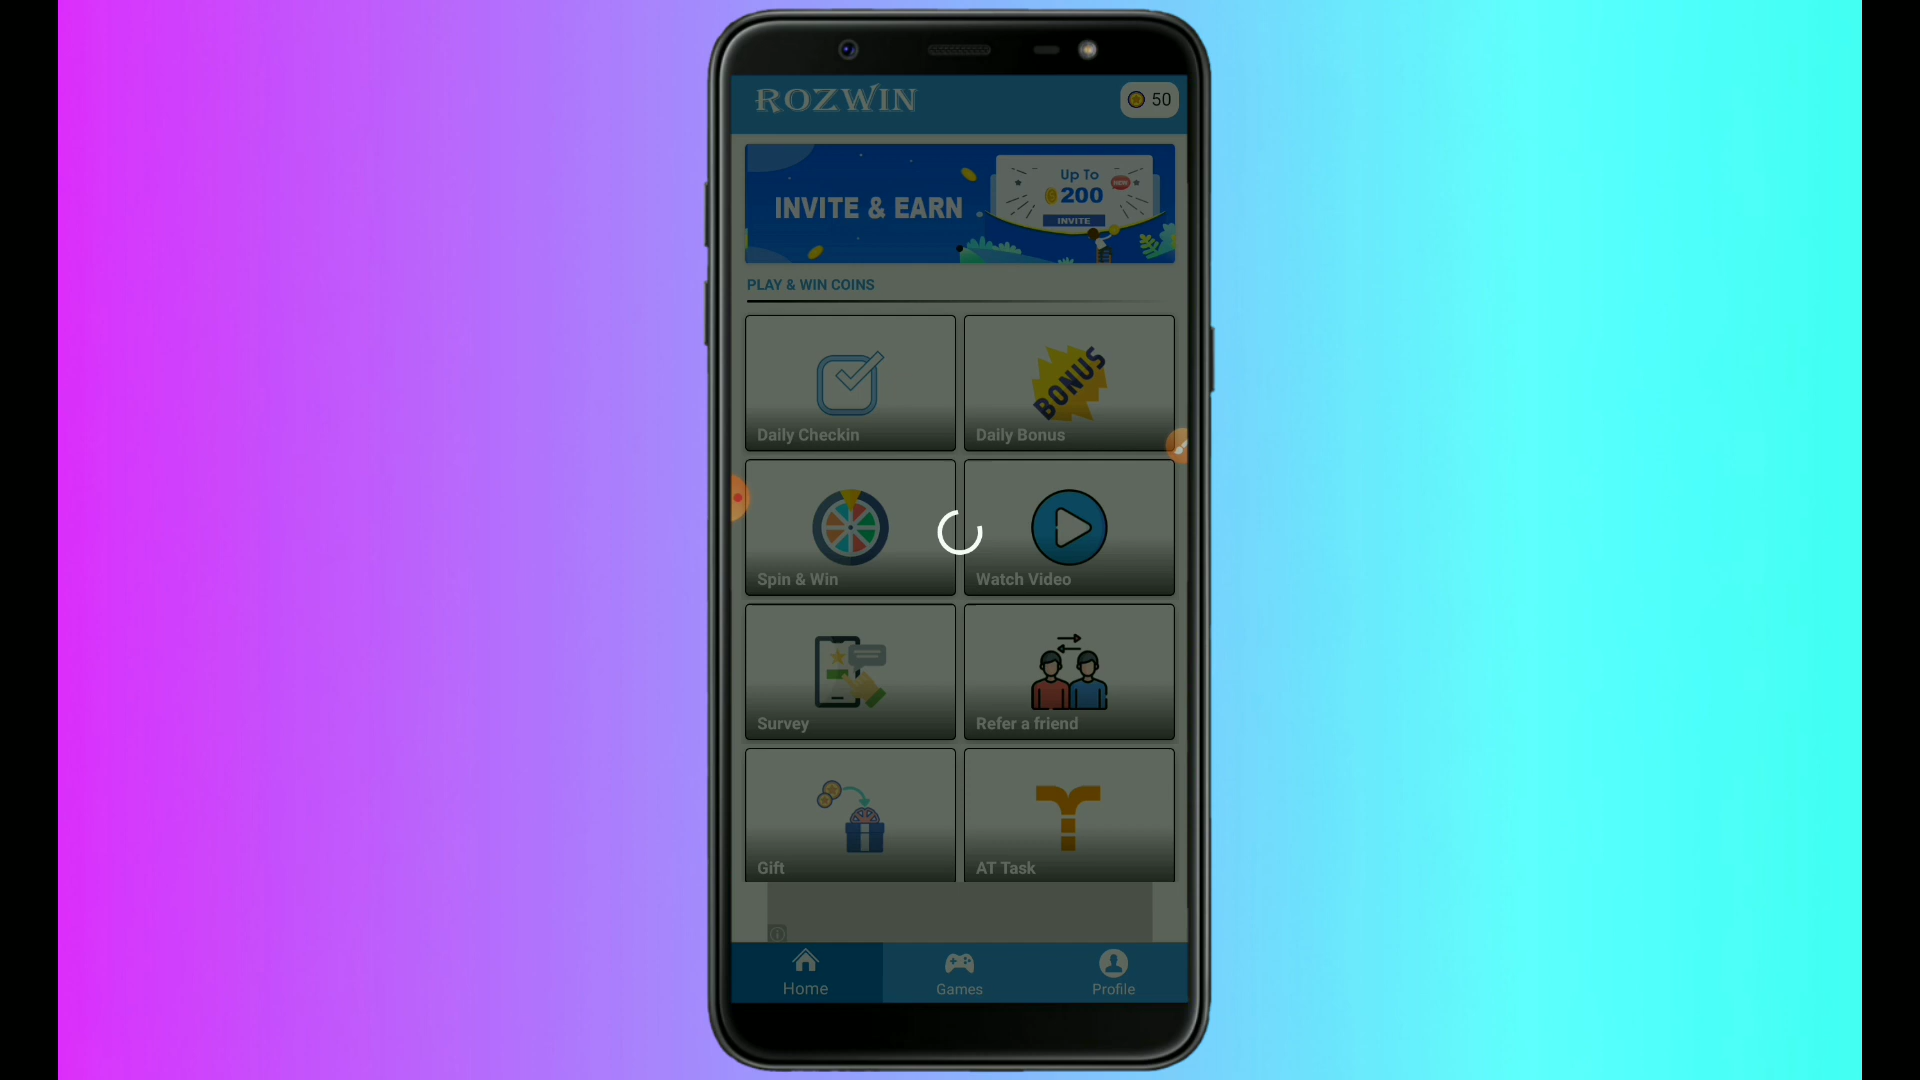 ROZWIN
50
INVITE & EARN
Up To
200
NEW
INVITE
PLAY & WIN COINS
Daily Checkin
BONUS
Daily Bonus
Spin & Win
Watch Video
Survey
Refer a friend
Gift
AT Task
Home
Games
Profile